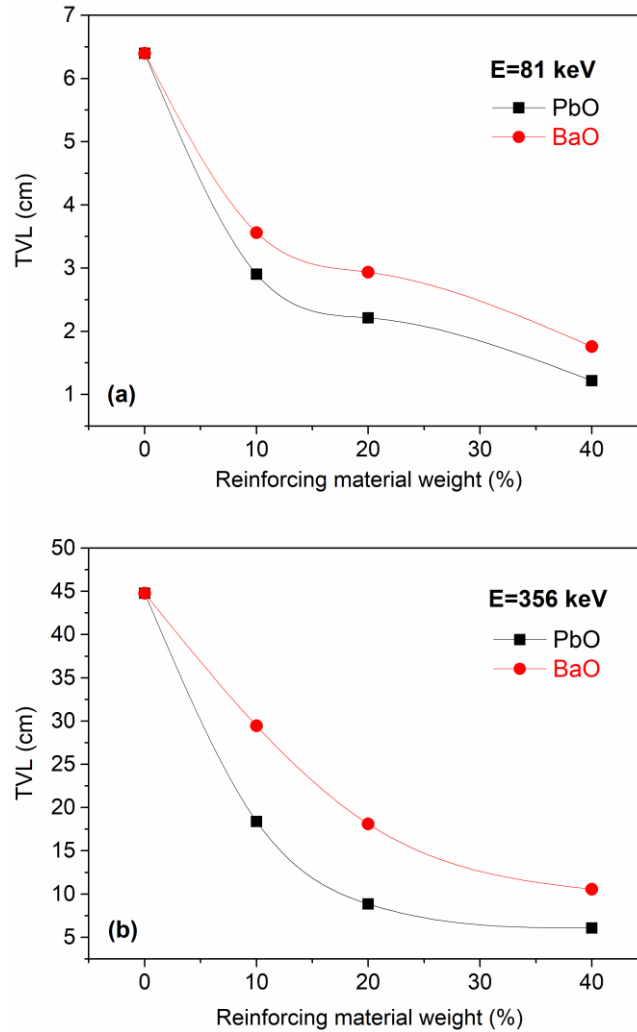 7
6
5
4
3
2
1
TVL (cm)
E=81 keV
PbO
BaO
(a)
0 10 20 30 40
Reinforcing material weight (%)
50
45
40
35
30
25
20
15
10
5
TVL (cm)
E=356 keV
PbO
BaO
(b)
0 10 20 30 40
Reinforcing material weight (%)